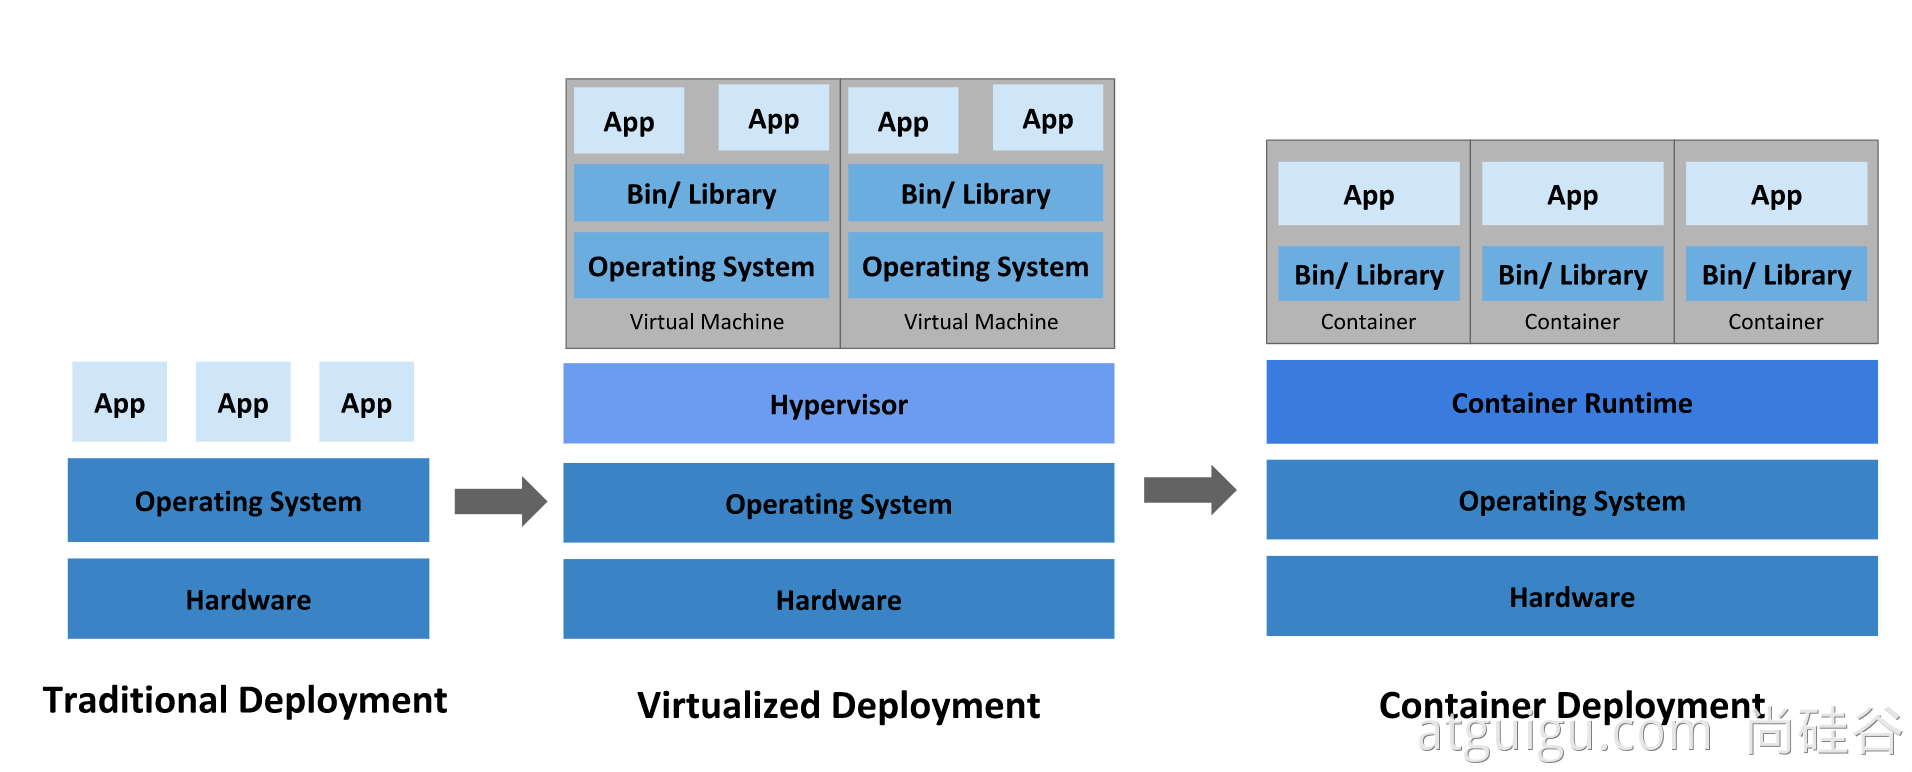 App App App
Operating System
Hardware
Traditional Deployment
App App App App
Bin/ Library Bin/ Library
Operating System Operating System
Virtual Machine Virtual Machine
Hypervisor
Operating System
Hardware
Virtualized Deployment
App App App
Bin/ Library Bin/ Library Bin/ Library
Container Container Container
Container Runtime
Operating System
Hardware
Container Deployment
atguigu.com 尚硅谷